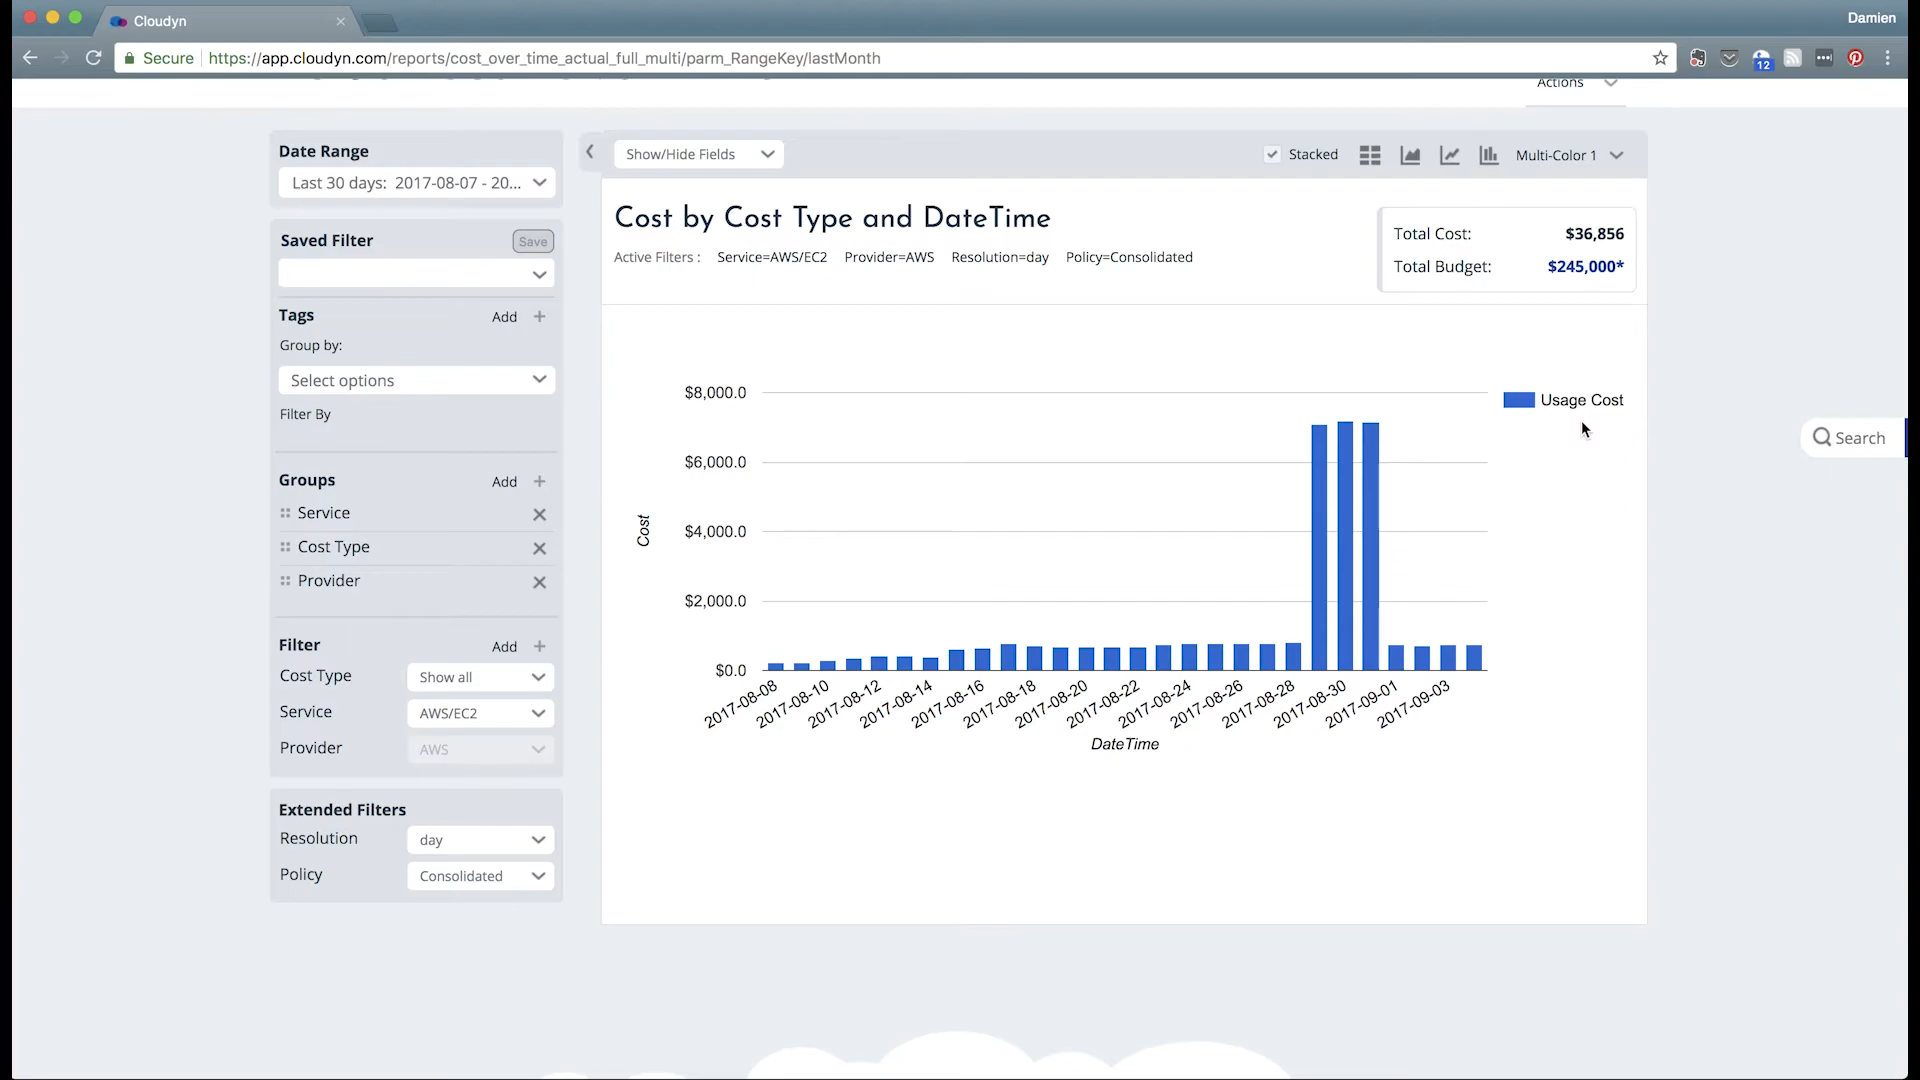 Cloudyn
Damien
Secure
https://app.cloudyn.com/reports/cost_over_time_actual_full_multi/parm_RangeKey/lastMonth
12
Actions
Date Range
Last 30 days: 2017-08-07 - 20...
Saved Filter
Save
Tags
Add +
Group by:
Select options
Filter By
Groups
Add +
Service
Cost Type
Provider
Filter
Add +
Cost Type
Show all
Service
AWS/EC2
Provider
AWS
Extended Filters
Resolution
day
Policy
Consolidated
Show/Hide Fields
Stacked
Multi-Color 1
Cost by Cost Type and DateTime
Active Filters : Service=AWS/EC2 Provider=AWS Resolution=day Policy=Consolidated
Total Cost: $36,856
Total Budget: $245,000*
$8,000.0
$6,000.0
$4,000.0
$2,000.0
$0.0
Cost
2017-08-08
2017-08-10
2017-08-12
2017-08-14
2017-08-16
2017-08-18
2017-08-20
2017-08-22
2017-08-24
2017-08-26
2017-08-28
2017-08-30
2017-09-01
2017-09-03
DateTime
Usage Cost
Search